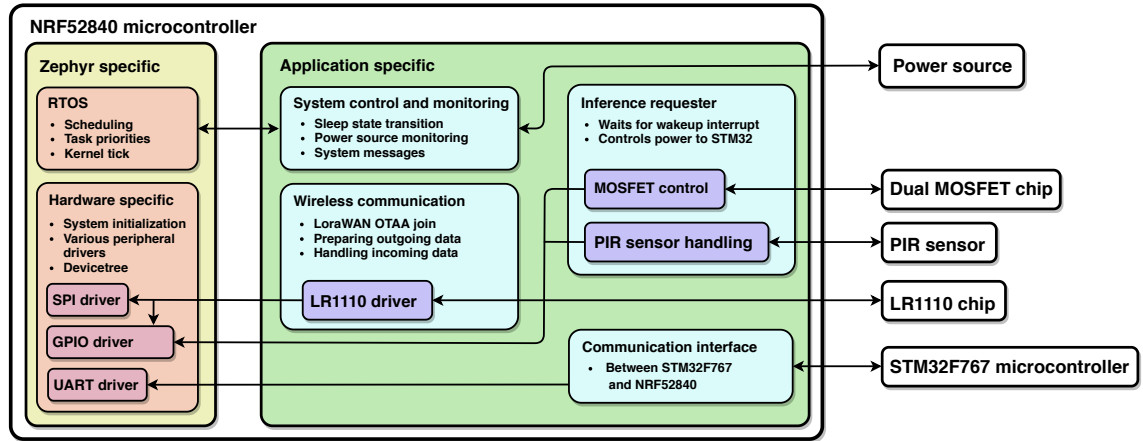 NRF52840 microcontroller
Zephyr specific
RTOS
• Scheduling
• Task priorities
• Kernel tick
Hardware specific
• System initialization
• Various peripheral
drivers
• Devicetree
SPI driver
GPIO driver
UART driver
Application specific
System control and monitoring
• Sleep state transition
• Power source monitoring
• System messages
Wireless communication
• LoraWAN OTAA join
• Preparing outgoing data
• Handling incoming data
LR1110 driver
Inference requester
• Waits for wakeup interrupt
• Controls power to STM32
MOSFET control
PIR sensor handling
Communication interface
• Between STM32F767
and NRF52840
Power source
Dual MOSFET chip
PIR sensor
LR1110 chip
STM32F767 microcontroller